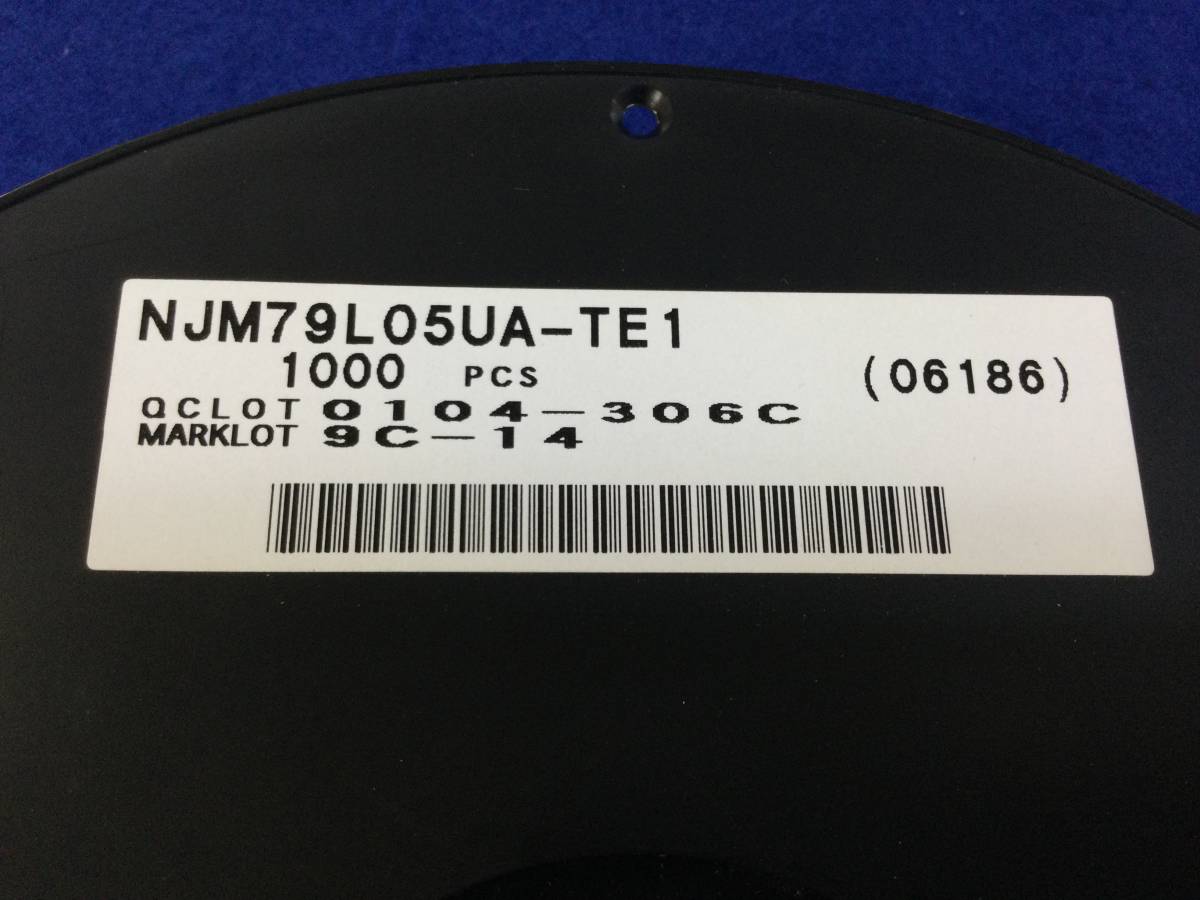 NJM79L05UA-TE1
1000 PCS (06186)
QCLOT 0104-306C
MARKLOT 9C-14